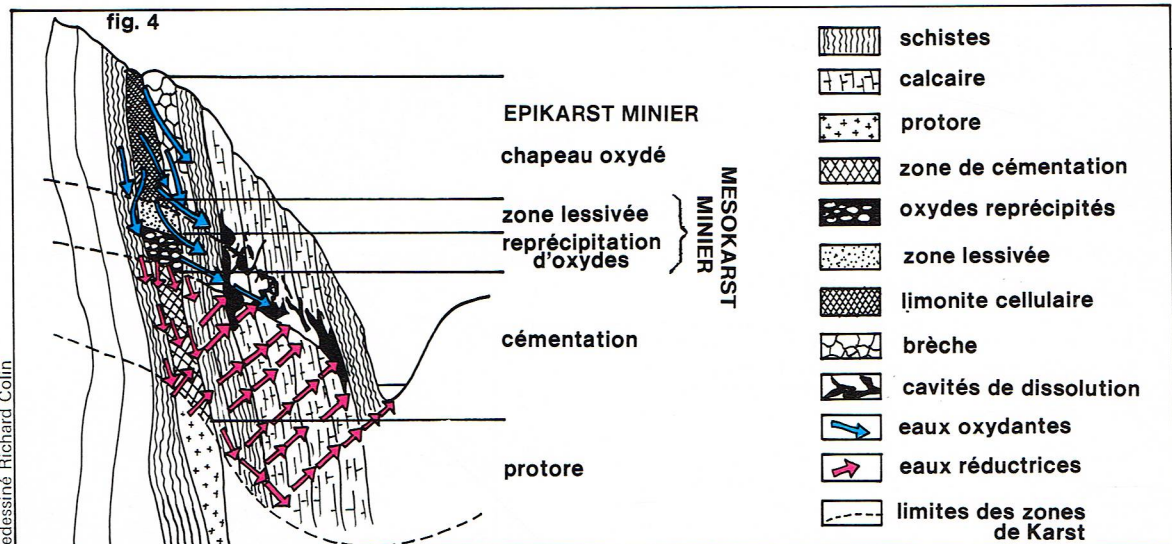 fig. 4
EPIKARST MINIER
chapeau oxydé
zone lessivée
reprécipitation
d'oxydes
MESOKARST
MINIER
cémentation
protore
schistes
calcaire
protore
zone de cémentation
oxydes reprécipités
zone lessivée
limonite cellulaire
brèche
cavités de dissolution
eaux oxydantes
eaux réductrices
limites des zones
de Karst
edessiné Richard Colin